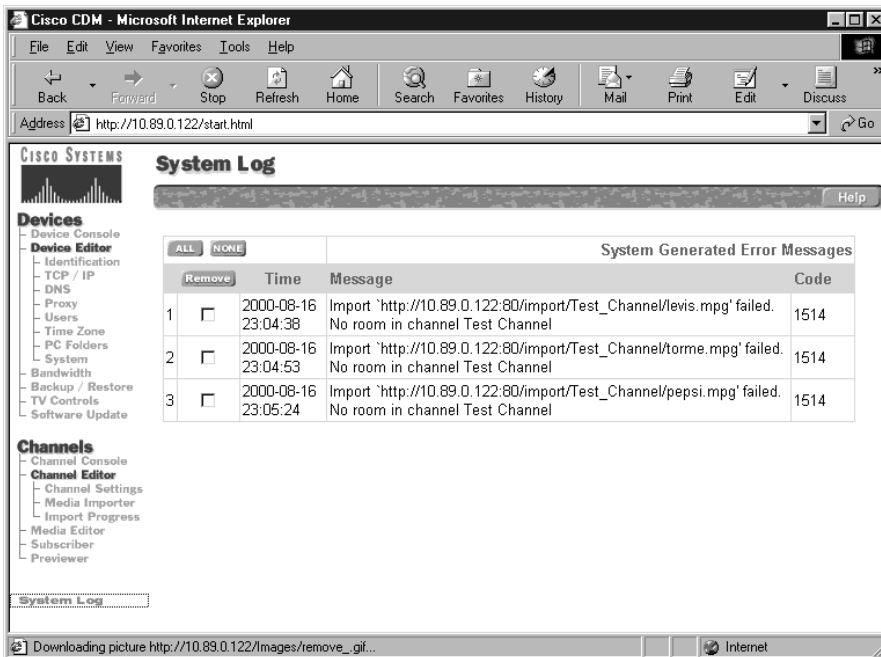 Cisco CDM - Microsoft Internet Explorer
File Edit View Favorites Tools Help
Back Forward Stop Refresh Home Search Favorites History Mail Print Edit Discuss »
Address http://10.89.0.122/start.html Go
CISCO SYSTEMS
System Log
Help
Devices
Device Console
Device Editor
Identification
TCP / IP
DNS
Proxy
Users
Time Zone
PC Folders
System
Bandwidth
Backup / Restore
TV Controls
Software Update
Channels
Channel Console
Channel Editor
Channel Settings
Media Importer
Import Progress
Media Editor
Subscriber
Previewer
System Log
ALL NONE System Generated Error Messages
Remove Time Message Code
1 2000-08-16 Import `http://10.89.0.122:80/import/Test_Channel/levis.mpg' failed. 1514
23:04:38 No room in channel Test Channel
2 2000-08-16 Import `http://10.89.0.122:80/import/Test_Channel/torme.mpg' failed. 1514
23:04:53 No room in channel Test Channel
3 2000-08-16 Import `http://10.89.0.122:80/import/Test_Channel/pepsi.mpg' failed. 1514
23:05:24 No room in channel Test Channel
Downloading picture http://10.89.0.122/Images/remove_.gif... Internet